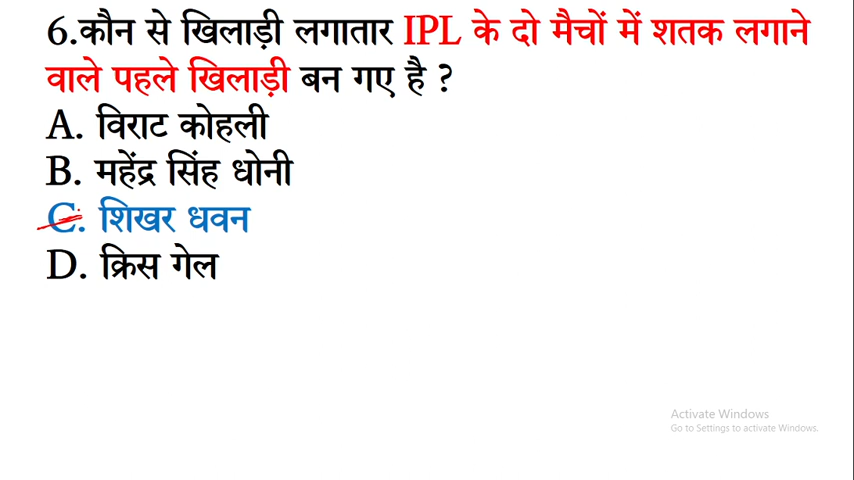 6.कौन से खिलाड़ी लगातार IPL के दो मैचों में शतक लगाने
वाले पहले खिलाड़ी बन गए है ?
A. विराट कोहली
B. महेंद्र सिंह धोनी
C. शिखर धवन
D. क्रिस गेल
Activate Windows
Go to Settings to activate Windows.